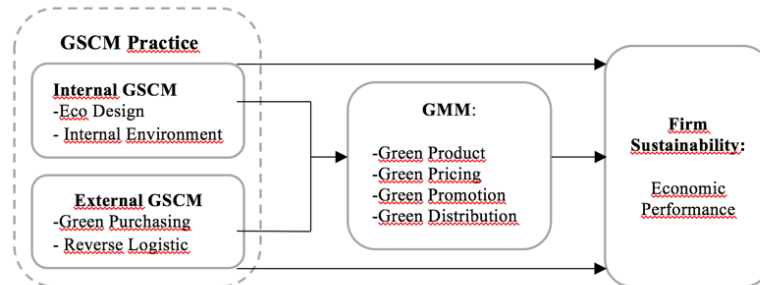 GSCM Practice
Internal GSCM
-Eco Design
- Internal Environment
External GSCM
-Green Purchasing
- Reverse Logistic
GMM:
-Green Product
-Green Pricing
-Green Promotion
-Green Distribution
Firm
Sustainability:
Economic
Performance